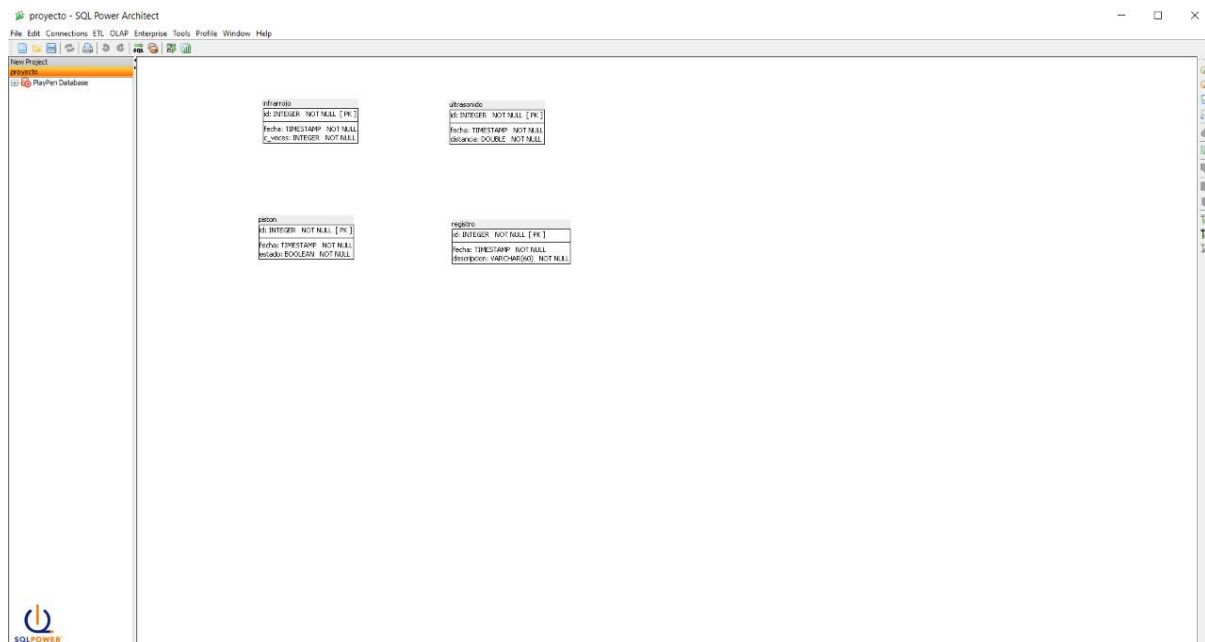 proyecto - SQL Power Architect
File Edit Connections ETL OLAP Enterprise Tools Profile Window Help
SQL
New Project
proyecto
PlayPen Database
infrarrojo
id: INTEGER NOT NULL [ PK ]
fecha: TIMESTAMP NOT NULL
c_veces: INTEGER NOT NULL
ultrasonido
id: INTEGER NOT NULL [ PK ]
fecha: TIMESTAMP NOT NULL
distancia: DOUBLE NOT NULL
piston
id: INTEGER NOT NULL [ PK ]
fecha: TIMESTAMP NOT NULL
estado: BOOLEAN NOT NULL
registro
id: INTEGER NOT NULL [ PK ]
fecha: TIMESTAMP NOT NULL
descripcion: VARCHAR(60) NOT NULL
SQLPOWER